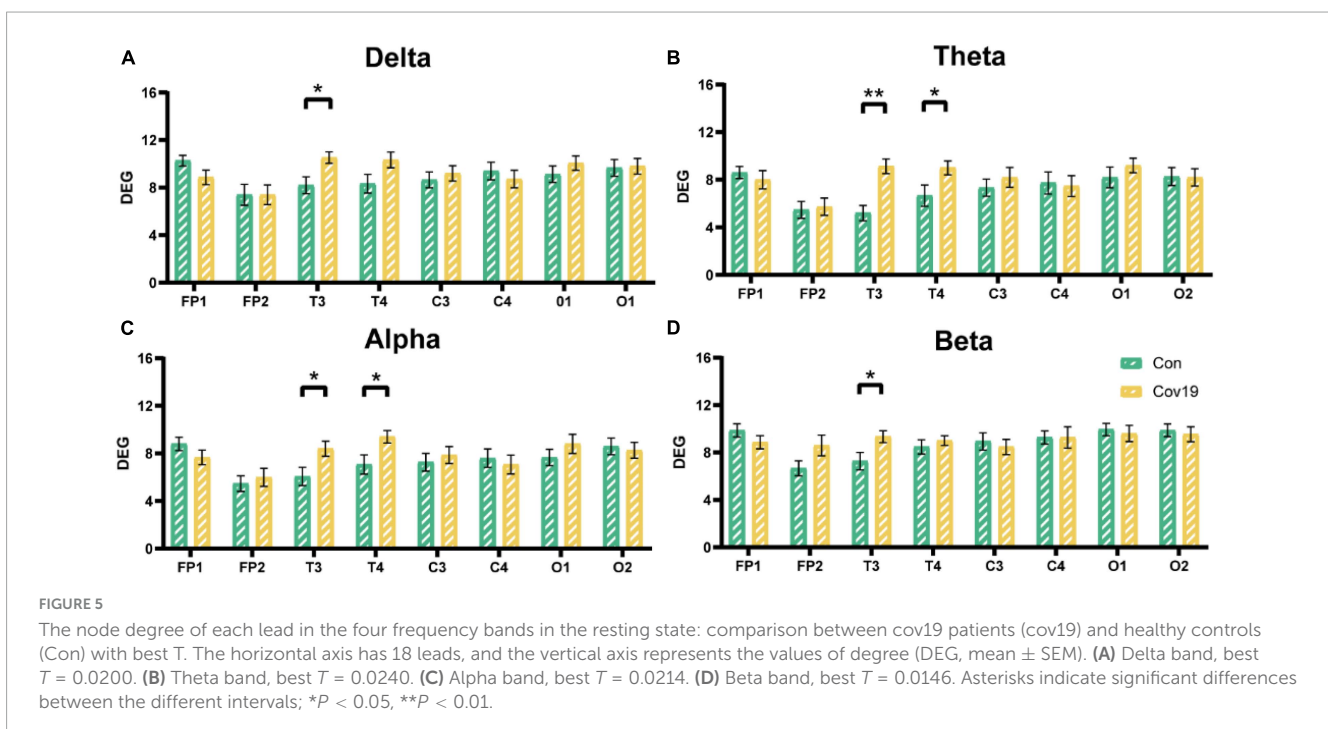 A
Delta
16
12
8
4
0
DEG
*
FP1 FP2 T3 T4 C3 C4 01 O1
B
Theta
16
12
8
4
0
DEG
** *
FP1 FP2 T3 T4 C3 C4 O1 O2
C
Alpha
16
12
8
4
0
DEG
* *
FP1 FP2 T3 T4 C3 C4 O1 O2
D
Beta
16
12
8
4
0
DEG
*
Con
Cov19
FP1 FP2 T3 T4 C3 C4 O1 O2
FIGURE 5
The node degree of each lead in the four frequency bands in the resting state: comparison between cov19 patients (cov19) and healthy controls
(Con) with best T. The horizontal axis has 18 leads, and the vertical axis represents the values of degree (DEG, mean ± SEM). (A) Delta band, best
T = 0.0200. (B) Theta band, best T = 0.0240. (C) Alpha band, best T = 0.0214. (D) Beta band, best T = 0.0146. Asterisks indicate significant differences
between the different intervals; *P < 0.05, **P < 0.01.